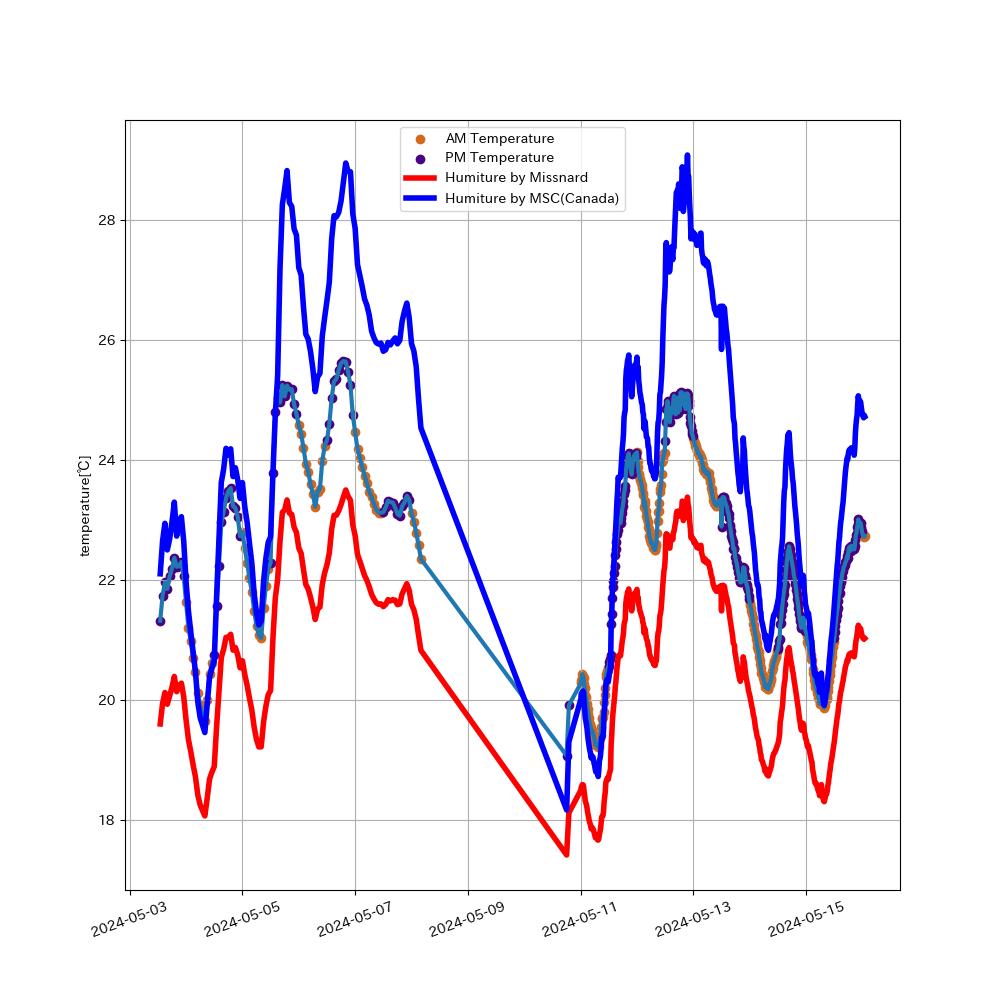 AM Temperature
PM Temperature
Humiture by Missnard
Humiture by MSC(Canada)
28
26
24
22
20
18
temperature[℃]
2024-05-03
2024-05-05
2024-05-07
2024-05-09
2024-05-11
2024-05-13
2024-05-15